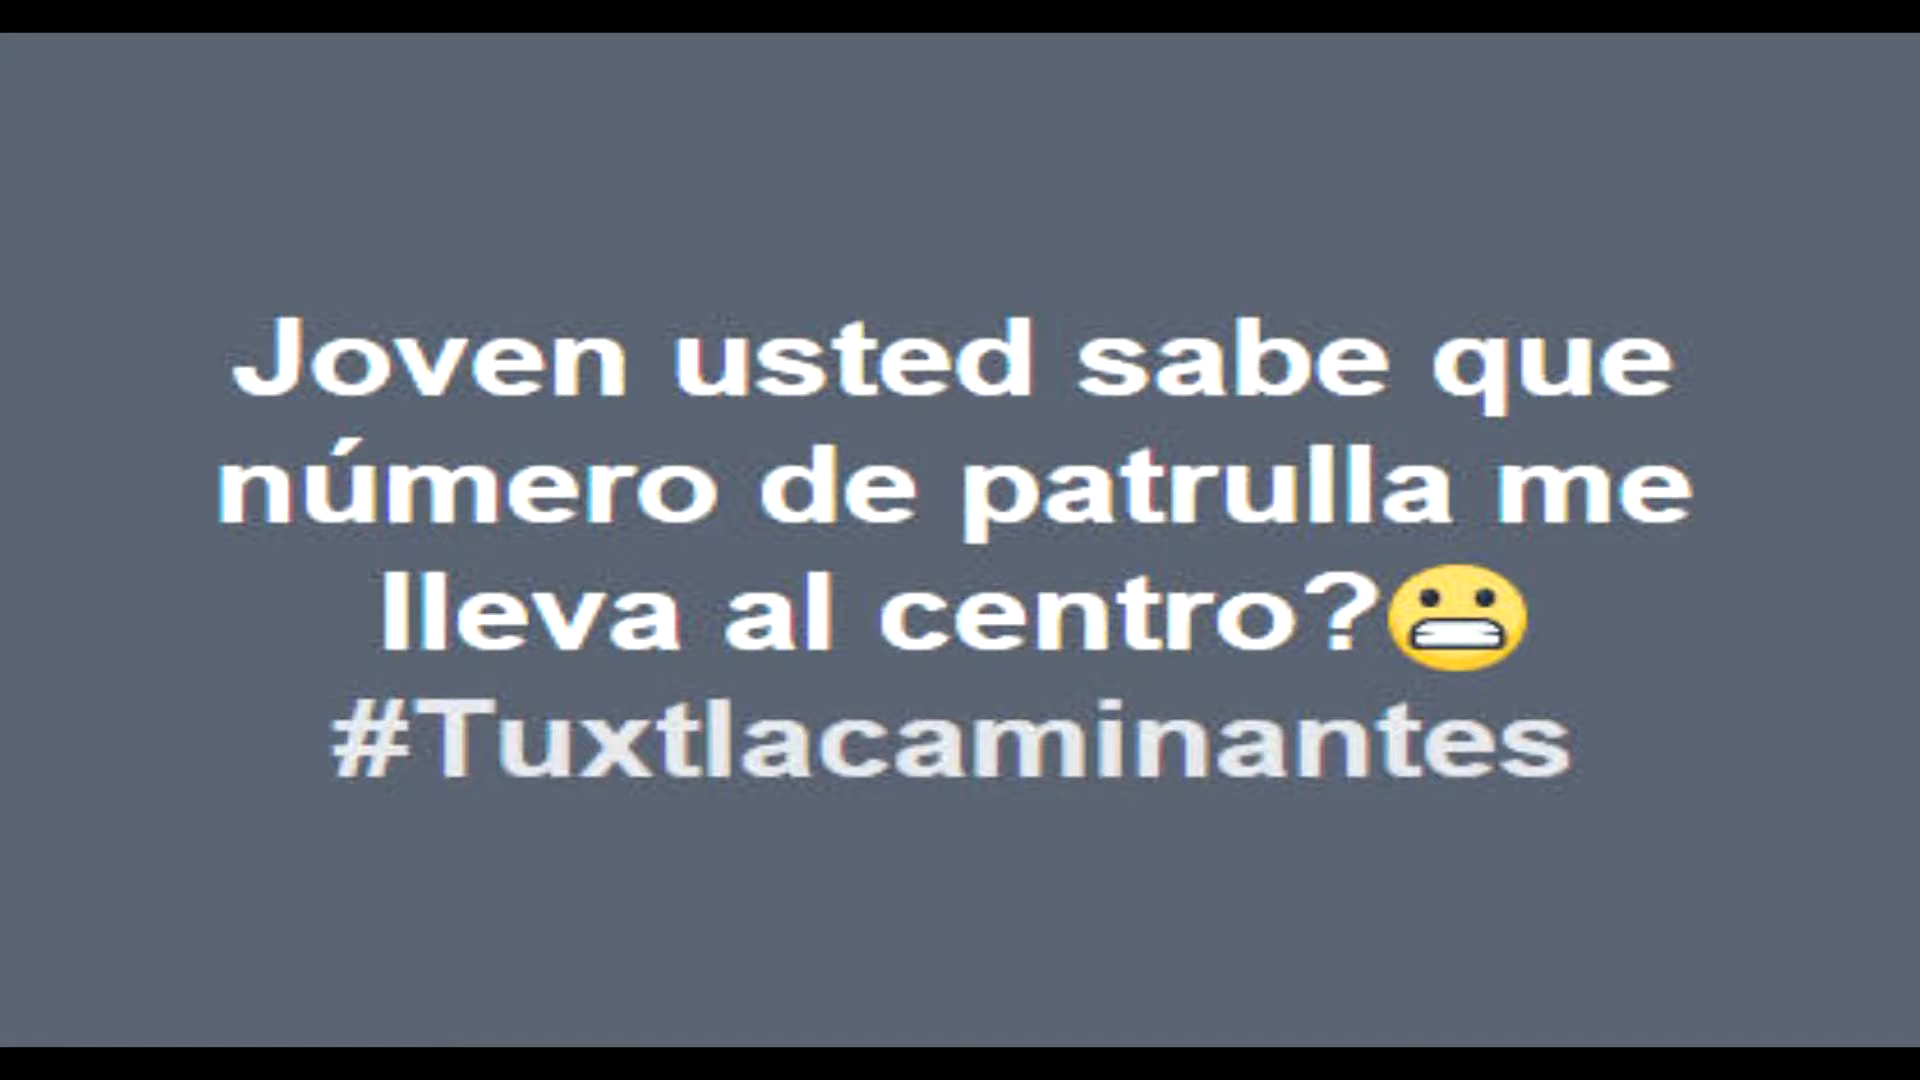 Joven usted sabe que
número de patrulla me
lleva al centro?😬
#Tuxtlacaminantes